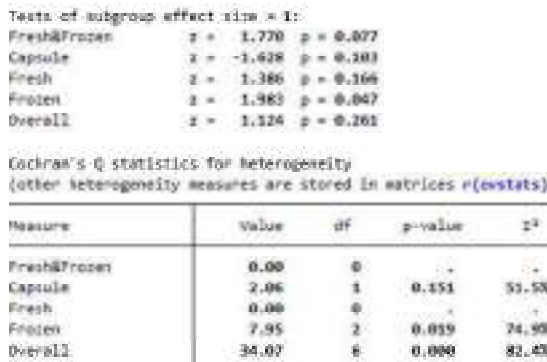 Tests of subgroup effect size = 1:
Fresh&Frozen z = 1.770 p = 0.077
Capsule z = -1.628 p = 0.103
Fresh z = 1.386 p = 0.166
Frozen z = 1.983 p = 0.047
Overall z = 1.124 p = 0.261
Cochran's Q statistics for heterogeneity
(other heterogeneity measures are stored in matrices r(ovstats)
Measure Value df p-value I²
Fresh&Frozen 0.00 0 . .
Capsule 2.06 1 0.151 51.5%
Fresh 0.00 0 . .
Frozen 7.95 2 0.019 74.9%
Overall 34.07 6 0.000 82.4%